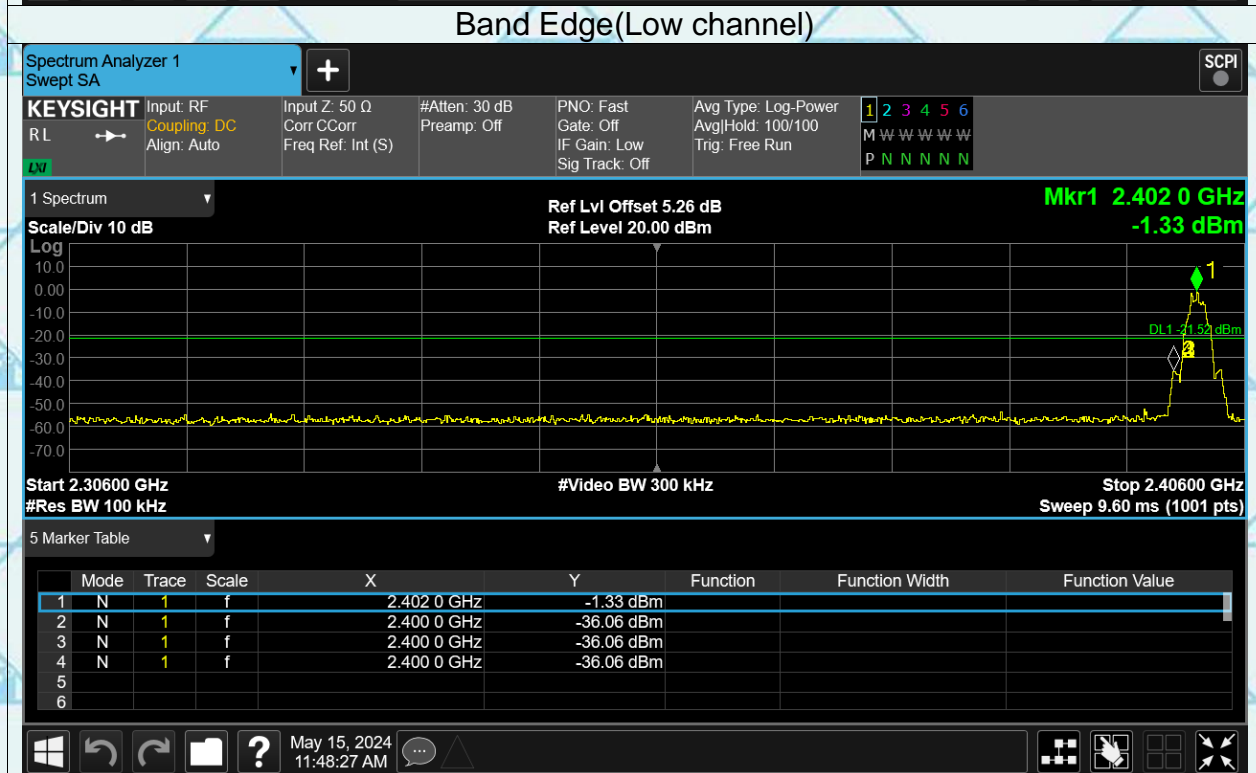 Band Edge(Low channel)
Spectrum Analyzer 1
Swept SA
+
SCPI
KEYSIGHT
RL
LXI
Input: RF
Coupling: DC
Align: Auto
Input Z: 50 Ω
Corr CCorr
Freq Ref: Int (S)
#Atten: 30 dB
Preamp: Off
PNO: Fast
Gate: Off
IF Gain: Low
Sig Track: Off
Avg Type: Log-Power
Avg|Hold: 100/100
Trig: Free Run
1 2 3 4 5 6
M W W W W W
P N N N N N
1 Spectrum
Scale/Div 10 dB
Ref Lvl Offset 5.26 dB
Ref Level 20.00 dBm
Mkr1 2.402 0 GHz
-1.33 dBm
Log
10.0
0.00
-10.0
-20.0
-30.0
-40.0
-50.0
-60.0
-70.0
1
DL1 -21.52 dBm
Start 2.30600 GHz
#Res BW 100 kHz
#Video BW 300 kHz
Stop 2.40600 GHz
Sweep 9.60 ms (1001 pts)
5 Marker Table
Mode Trace Scale X Y Function Function Width Function Value
1 N 1 f 2.402 0 GHz -1.33 dBm
2 N 1 f 2.400 0 GHz -36.06 dBm
3 N 1 f 2.400 0 GHz -36.06 dBm
4 N 1 f 2.400 0 GHz -36.06 dBm
5
6
?
May 15, 2024
11:48:27 AM